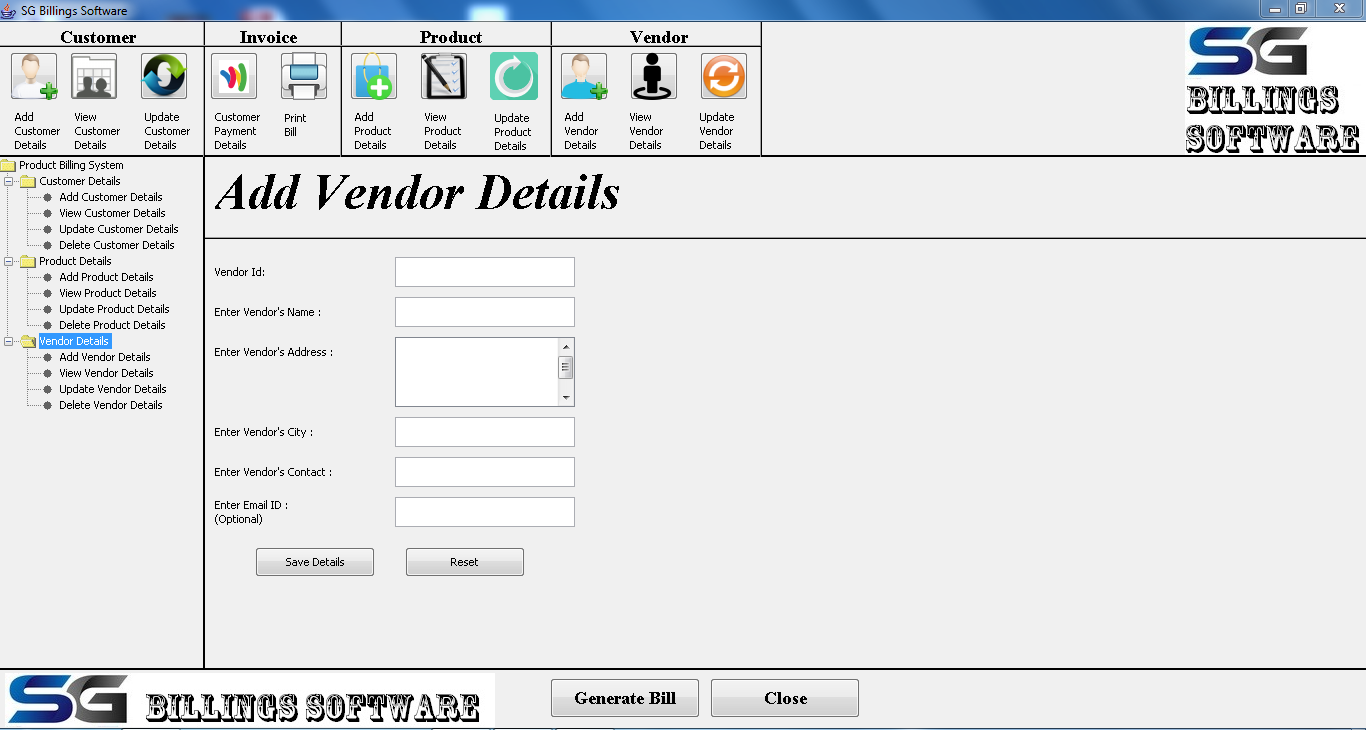 SG Billings Software
Customer
Invoice
Product
Vendor
Add
Customer
Details
View
Customer
Details
Update
Customer
Details
Customer
Payment
Details
Print
Bill
Add
Product
Details
View
Product
Details
Update
Product
Details
Add
Vendor
Details
View
Vendor
Details
Update
Vendor
Details
SG
BILLINGS
SOFTWARE
Product Billing System
Customer Details
Add Customer Details
View Customer Details
Update Customer Details
Delete Customer Details
Product Details
Add Product Details
View Product Details
Update Product Details
Delete Product Details
Vendor Details
Add Vendor Details
View Vendor Details
Update Vendor Details
Delete Vendor Details
Add Vendor Details
Vendor Id:
Enter Vendor's Name :
Enter Vendor's Address :
Enter Vendor's City :
Enter Vendor's Contact :
Enter Email ID :
(Optional)
Save Details
Reset
SG BILLINGS SOFTWARE
Generate Bill
Close